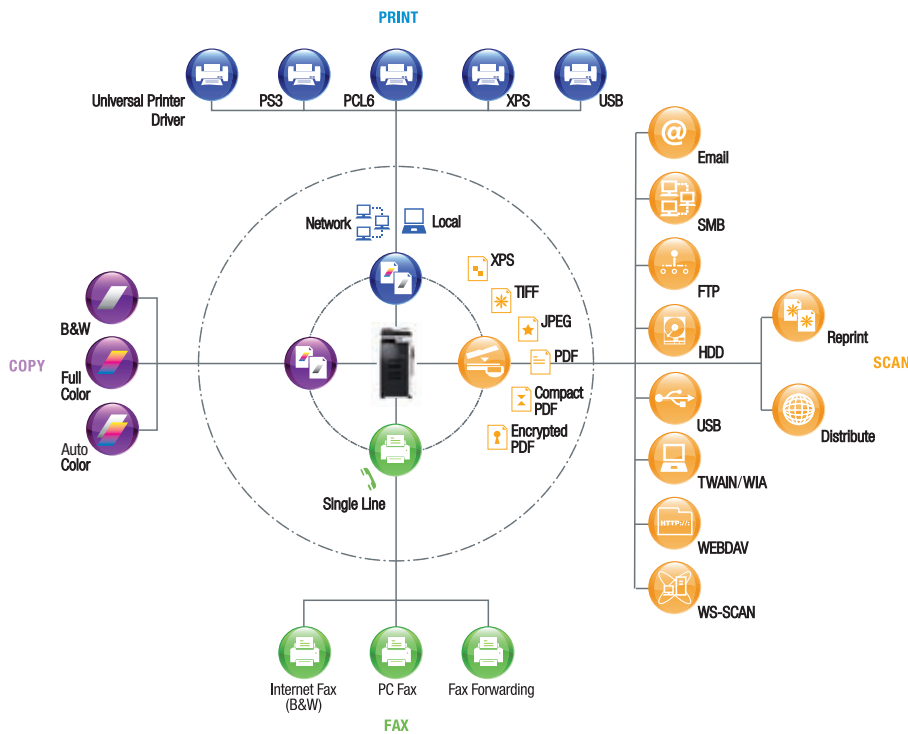 PRINT
Universal Printer
Driver
PS3
PCL6
XPS
USB
Network
Local
XPS
TIFF
JPEG
PDF
Compact
PDF
Encrypted
PDF
COPY
B&W
Full
Color
Auto
Color
Email
SMB
FTP
HDD
USB
TWAIN/WIA
HTTP://:
WEBDAV
WS-SCAN
Reprint
Distribute
SCAN
Single Line
Internet Fax
(B&W)
PC Fax
Fax Forwarding
FAX